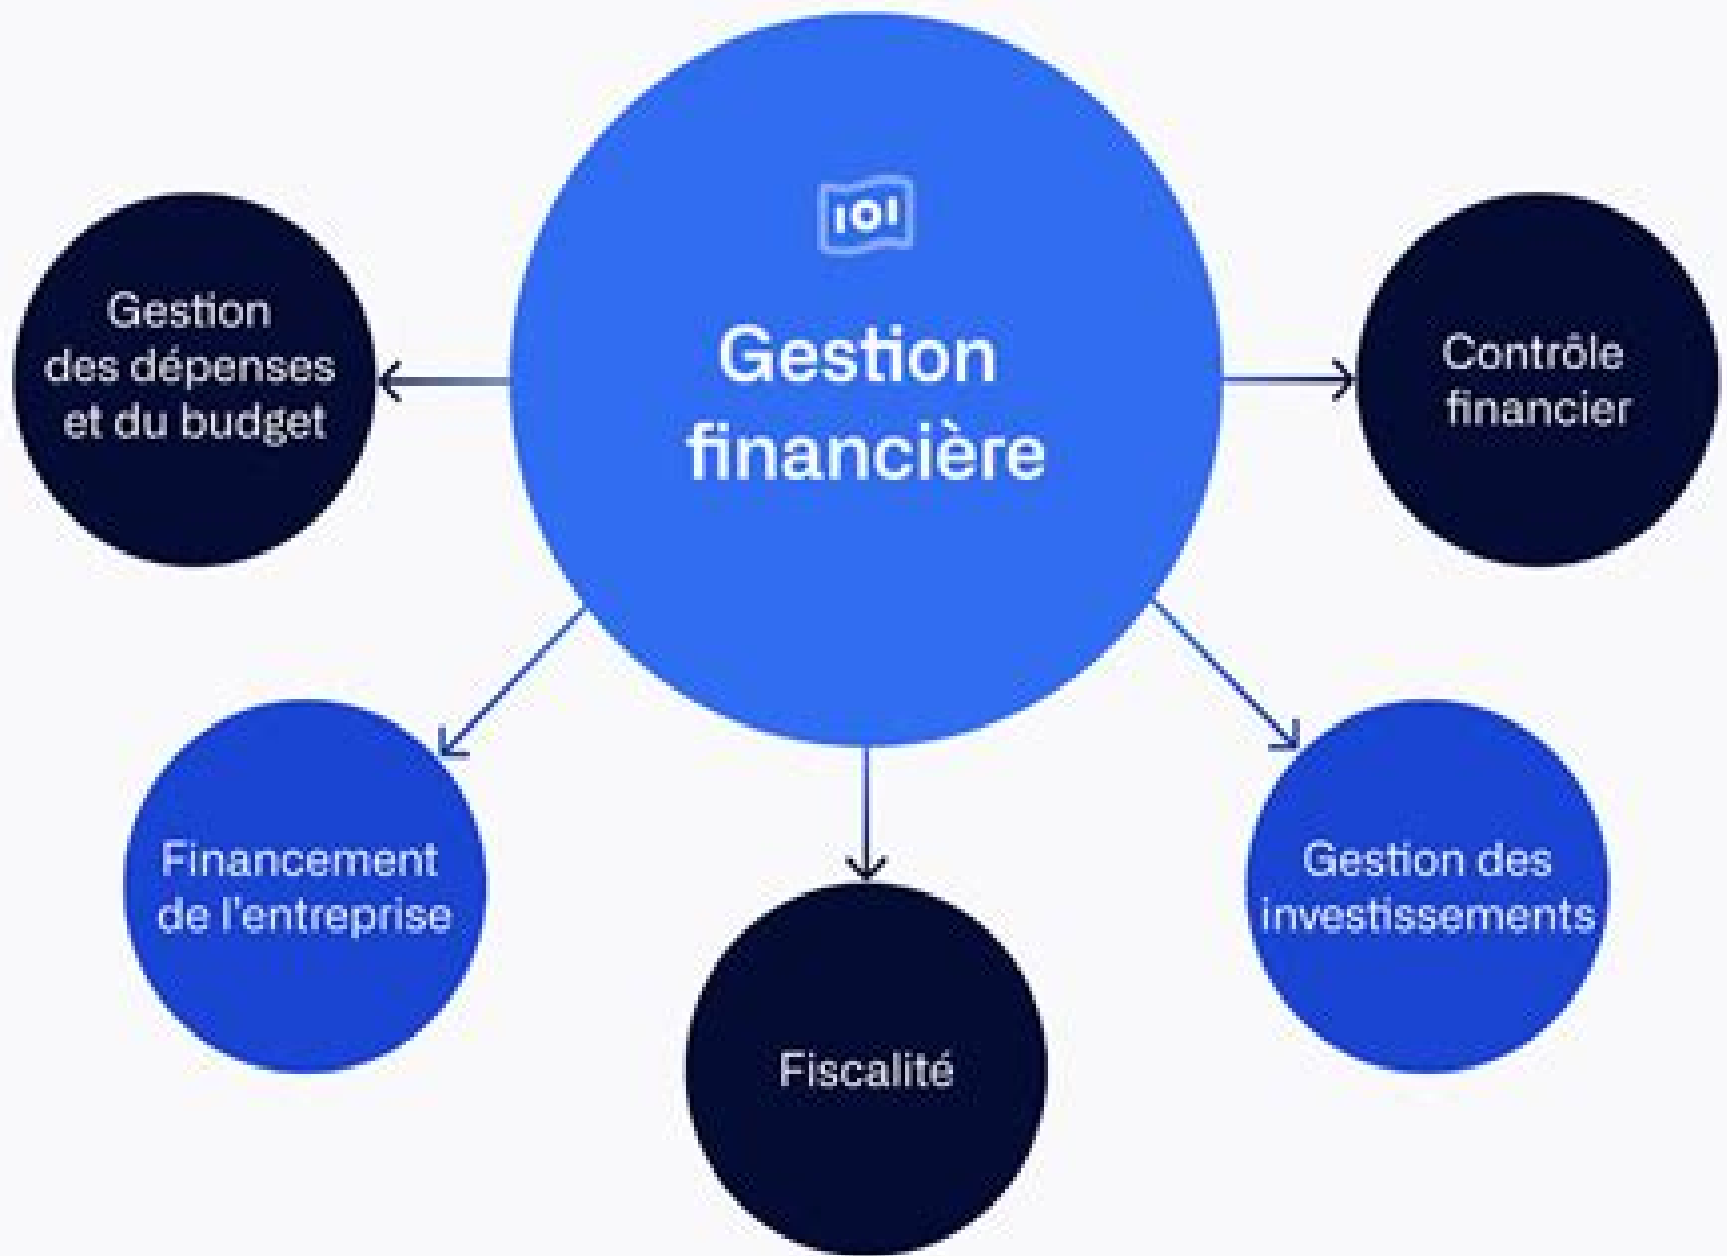 Gestion
financière
Gestion
des dépenses
et du budget
Contrôle
financier
Financement
de l'entreprise
Gestion des
investissements
Fiscalité